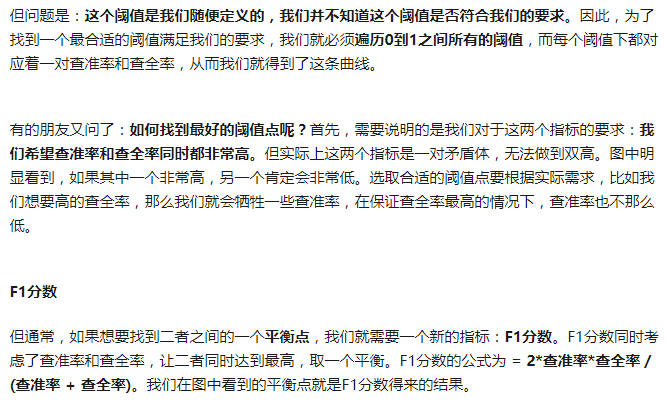 但问题是：这个阈值是我们随便定义的，我们并不知道这个阈值是否符合我们的要求。因此，为了
找到一个最合适的阈值满足我们的要求，我们就必须遍历0到1之间所有的阈值，而每个阈值下都对
应着一对查准率和查全率，从而我们就得到了这条曲线。
有的朋友又问了：如何找到最好的阈值点呢？首先，需要说明的是我们对于这两个指标的要求：我
们希望查准率和查全率同时都非常高。但实际上这两个指标是一对矛盾体，无法做到双高。图中明
显看到，如果其中一个非常高，另一个肯定会非常低。选取合适的阈值点要根据实际需求，比如我
们想要高的查全率，那么我们就会牺牲一些查准率，在保证查全率最高的情况下，查准率也不那么
低。
F1分数
但通常，如果想要找到二者之间的一个平衡点，我们就需要一个新的指标：F1分数。F1分数同时考
虑了查准率和查全率，让二者同时达到最高，取一个平衡。F1分数的公式为 = 2*查准率*查全率 /
(查准率 + 查全率)。我们在图中看到的平衡点就是F1分数得来的结果。